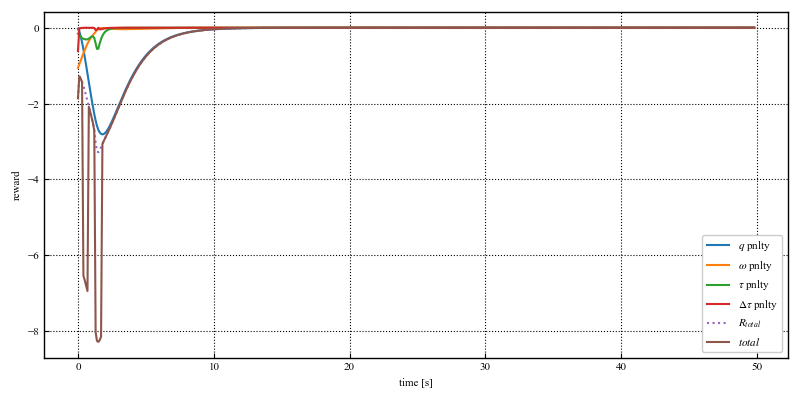 0
−2
−4
−6
−8
reward
0 10 20 30 40 50
time [s]
q pnlty
ω pnlty
τ pnlty
Δτ pnlty
R_total
total